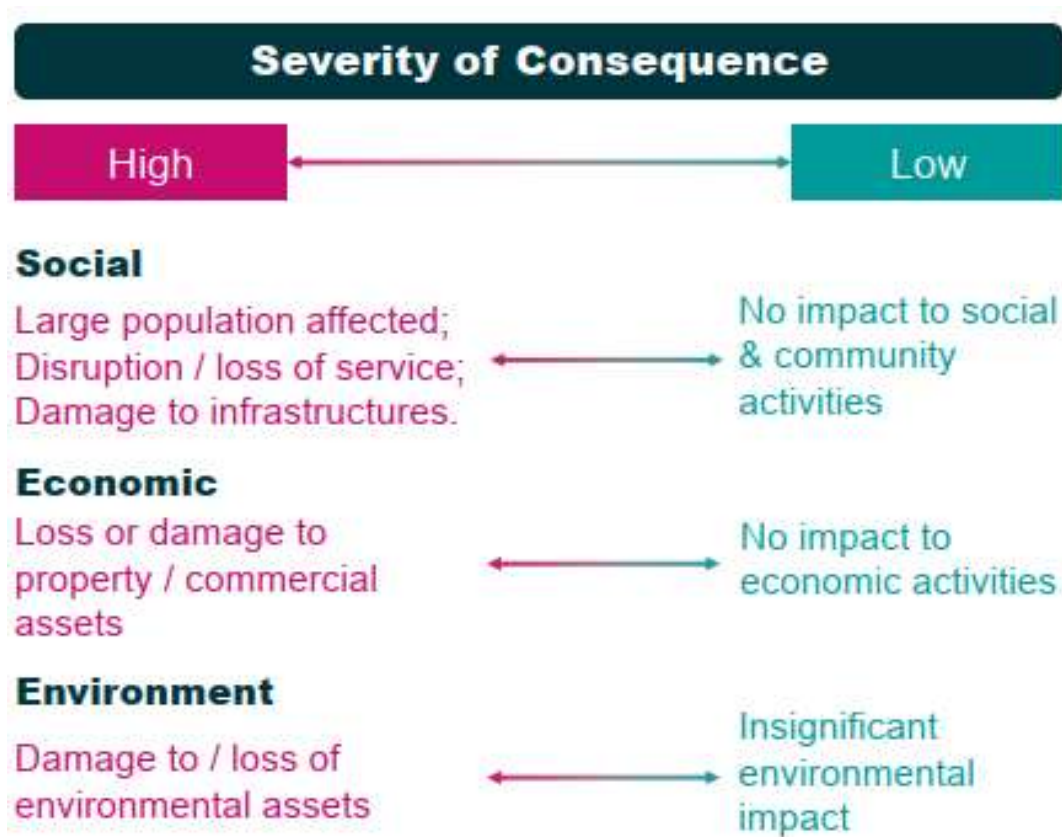 Severity of Consequence
High
Low
Social
Large population affected;
Disruption / loss of service;
Damage to infrastructures.
No impact to social
& community
activities
Economic
Loss or damage to
property / commercial
assets
No impact to
economic activities
Environment
Damage to / loss of
environmental assets
Insignificant
environmental
impact